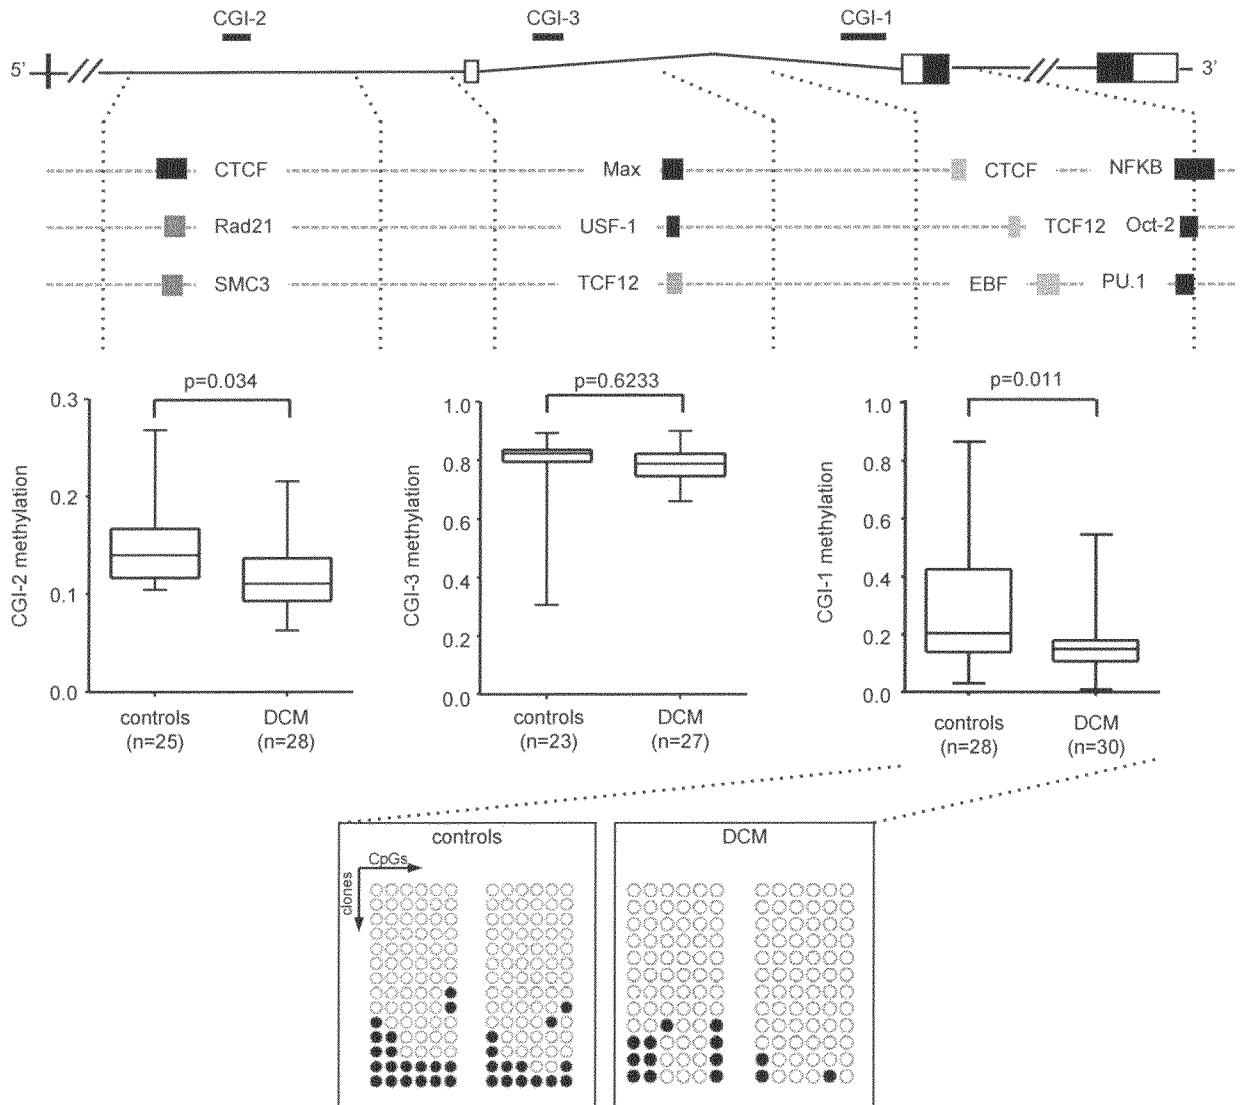 CGI-2 CGI-3 CGI-1
5' 3'
CTCF Max CTCF NFKB
Rad21 USF-1 TCF12 Oct-2
SMC3 TCF12 EBF PU.1
p=0.034
0.3
0.2
0.1
0.0
CGI-2 methylation
controls DCM
(n=25) (n=28)
p=0.6233
1.0
0.8
0.6
0.4
0.2
0.0
CGI-3 methylation
controls DCM
(n=23) (n=27)
p=0.011
1.0
0.8
0.6
0.4
0.2
0.0
CGI-1 methylation
controls DCM
(n=28) (n=30)
controls
CpGs
clones
DCM